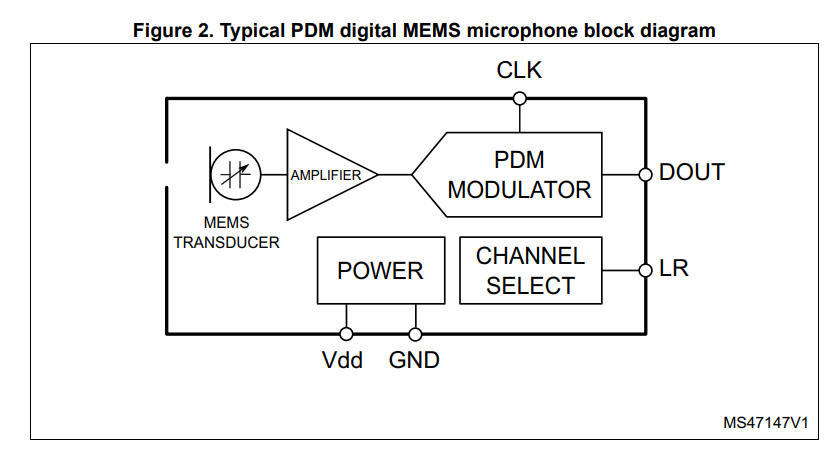 Figure 2. Typical PDM digital MEMS microphone block diagram
CLK
PDM
MODULATOR
DOUT
AMPLIFIER
MEMS
TRANSDUCER
POWER
CHANNEL
SELECT
LR
Vdd
GND
MS47147V1